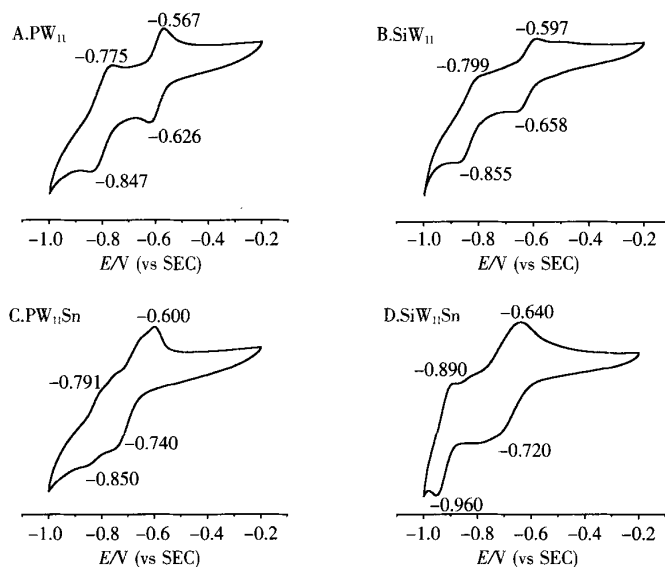 A.PW₁₁
−0.567
−0.775
−0.626
−0.847
−1.0 −0.8 −0.6 −0.4 −0.2
E/V (vs SEC)
B.SiW₁₁
−0.597
−0.799
−0.658
−0.855
−1.0 −0.8 −0.6 −0.4 −0.2
E/V (vs SEC)
C.PW₁₁Sn
−0.600
−0.791
−0.740
−0.850
−1.0 −0.8 −0.6 −0.4 −0.2
E/V (vs SEC)
D.SiW₁₁Sn
−0.640
−0.890
−0.720
−0.960
−1.0 −0.8 −0.6 −0.4 −0.2
E/V (vs SEC)